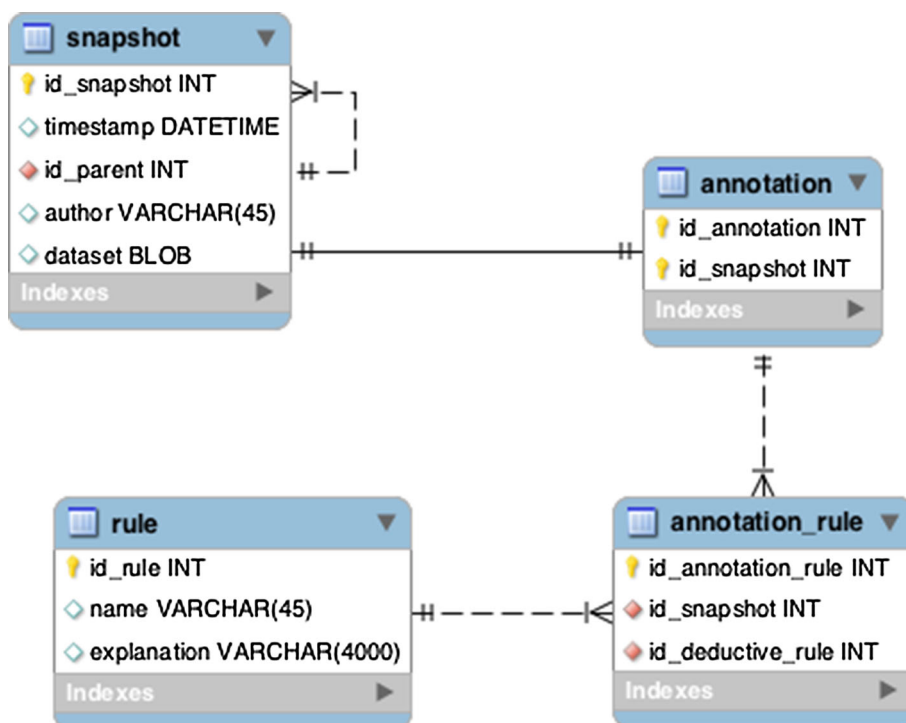 snapshot
id_snapshot INT
timestamp DATETIME
id_parent INT
author VARCHAR(45)
dataset BLOB
Indexes
annotation
id_annotation INT
id_snapshot INT
Indexes
rule
id_rule INT
name VARCHAR(45)
explanation VARCHAR(4000)
Indexes
annotation_rule
id_annotation_rule INT
id_snapshot INT
id_deductive_rule INT
Indexes